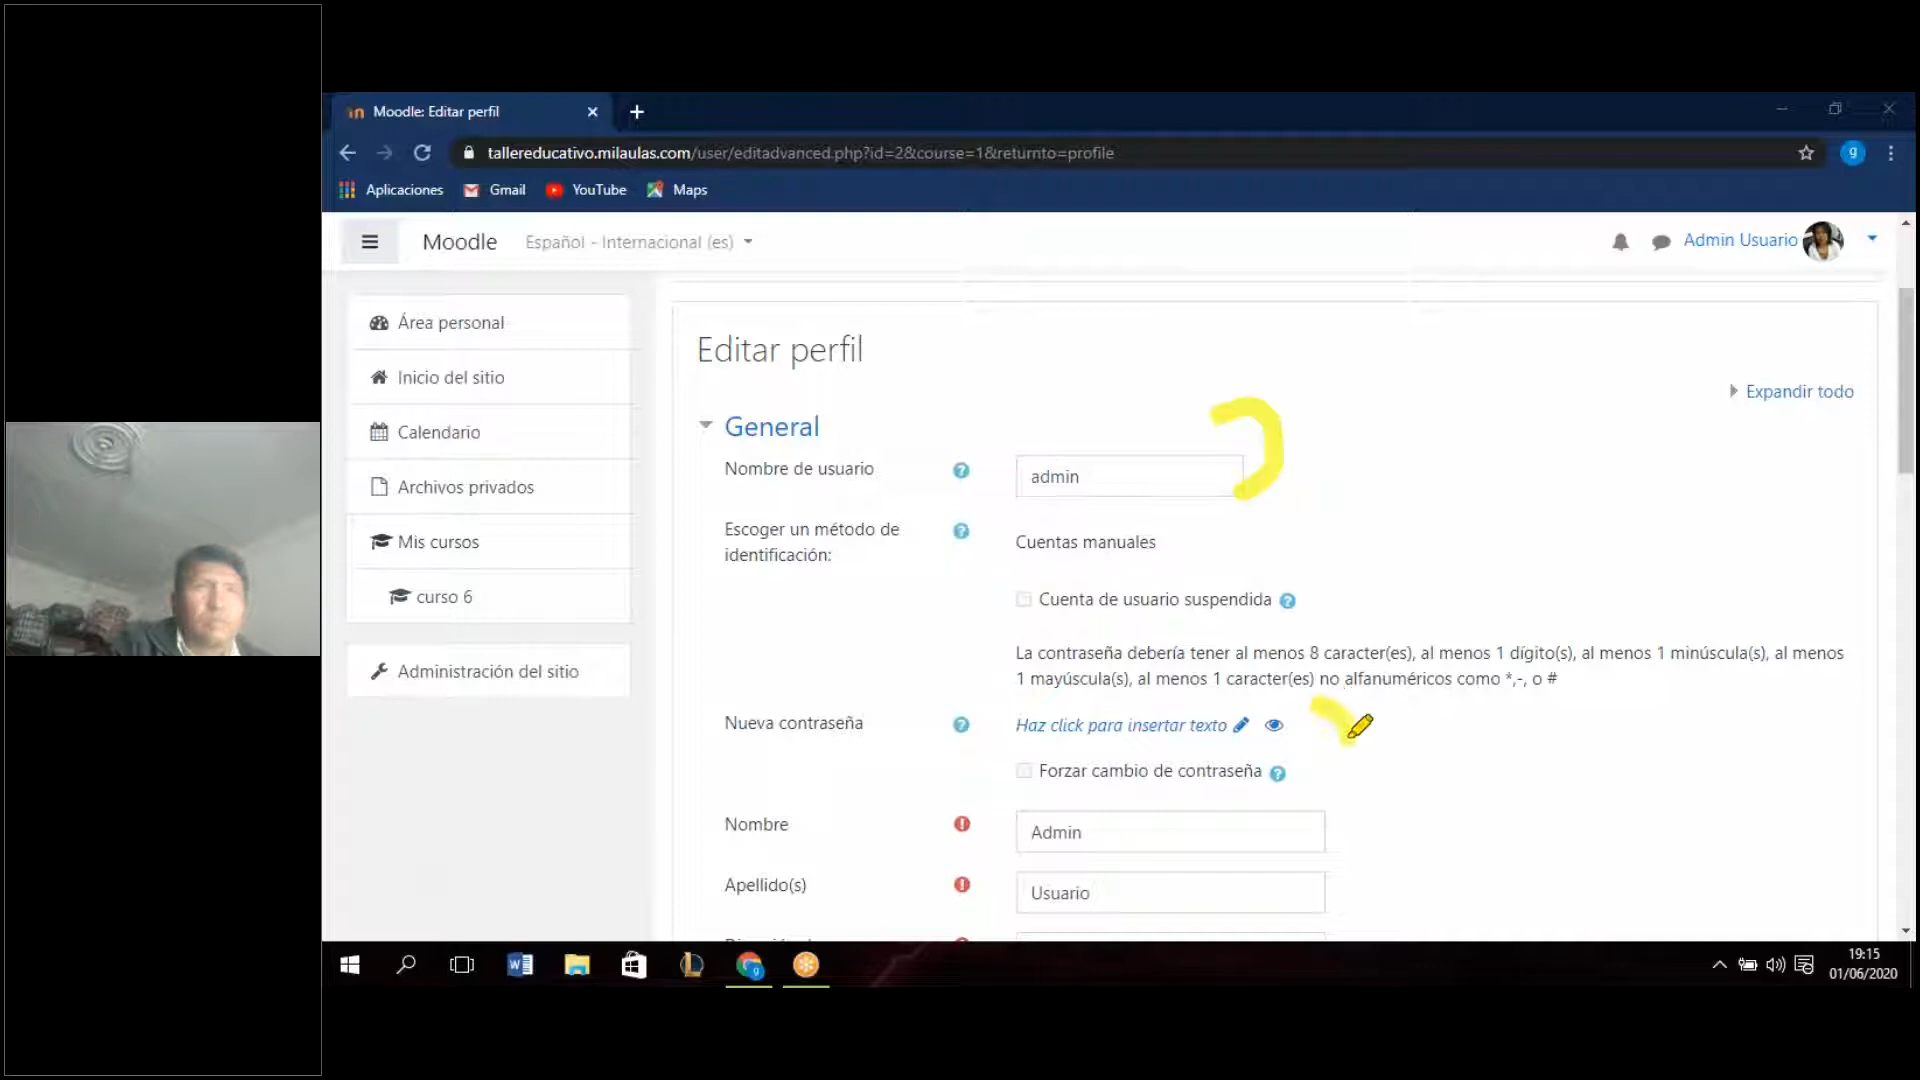 Moodle: Editar perfil
tallereducativo.milaulas.com/user/editadvanced.php?id=2&course=1&returnto=profile
g
Aplicaciones Gmail YouTube Maps
Moodle Español - Internacional (es) Admin Usuario
Área personal
Inicio del sitio
Calendario
Archivos privados
Mis cursos
curso 6
Administración del sitio
Editar perfil
Expandir todo
General
Nombre de usuario admin
Escoger un método de identificación: Cuentas manuales
Cuenta de usuario suspendida
La contraseña debería tener al menos 8 caracter(es), al menos 1 dígito(s), al menos 1 minúscula(s), al menos
1 mayúscula(s), al menos 1 caracter(es) no alfanuméricos como *,-, o #
Nueva contraseña Haz click para insertar texto
Forzar cambio de contraseña
Nombre Admin
Apellido(s) Usuario
19:15
01/06/2020